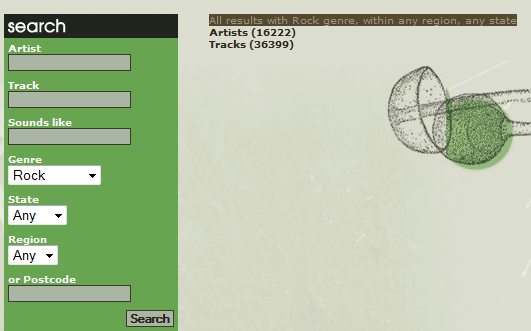 search
Artist
Track
Sounds like
Genre
Rock
State
Any
Region
Any
or Postcode
Search
All results with Rock genre, within any region, any state
Artists (16222)
Tracks (36399)